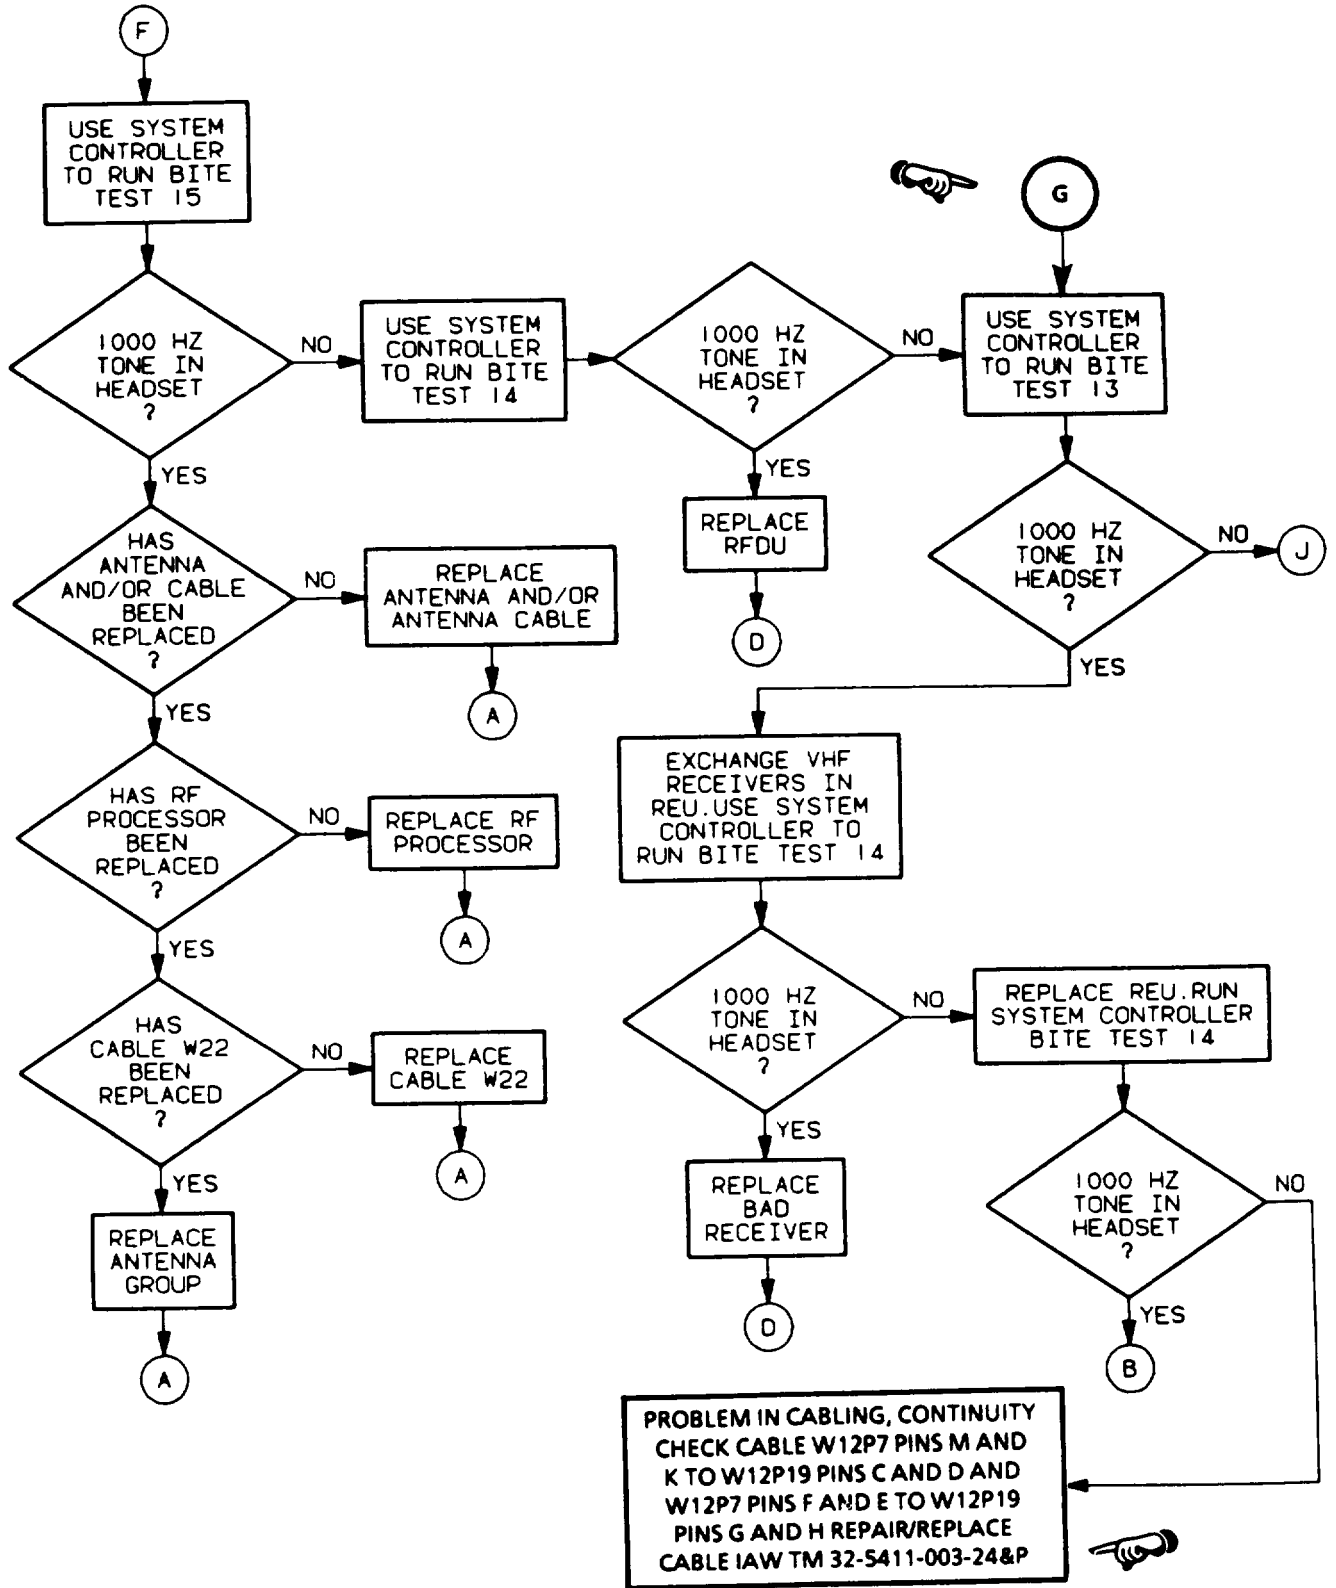 F
USE SYSTEM
CONTROLLER
TO RUN BITE
TEST 15
1000 HZ
TONE IN
HEADSET
?
NO
YES
USE SYSTEM
CONTROLLER
TO RUN BITE
TEST 14
1000 HZ
TONE IN
HEADSET
?
NO
YES
REPLACE
RFDU
D
G
USE SYSTEM
CONTROLLER
TO RUN BITE
TEST 13
1000 HZ
TONE IN
HEADSET
?
NO
J
YES
HAS
ANTENNA
AND/OR CABLE
BEEN
REPLACED
?
NO
REPLACE
ANTENNA AND/OR
ANTENNA CABLE
A
YES
HAS RF
PROCESSOR
BEEN
REPLACED
?
NO
REPLACE RF
PROCESSOR
A
YES
HAS
CABLE W22
BEEN
REPLACED
?
NO
REPLACE
CABLE W22
A
YES
REPLACE
ANTENNA
GROUP
A
EXCHANGE VHF
RECEIVERS IN
REU.USE SYSTEM
CONTROLLER TO
RUN BITE TEST 14
1000 HZ
TONE IN
HEADSET
?
NO
YES
REPLACE
BAD
RECEIVER
D
REPLACE REU.RUN
SYSTEM CONTROLLER
BITE TEST 14
1000 HZ
TONE IN
HEADSET
?
NO
YES
B
PROBLEM IN CABLING, CONTINUITY
CHECK CABLE W12P7 PINS M AND
K TO W12P19 PINS C AND D AND
W12P7 PINS F AND E TO W12P19
PINS G AND H REPAIR/REPLACE
CABLE IAW TM 32-5411-003-24&P